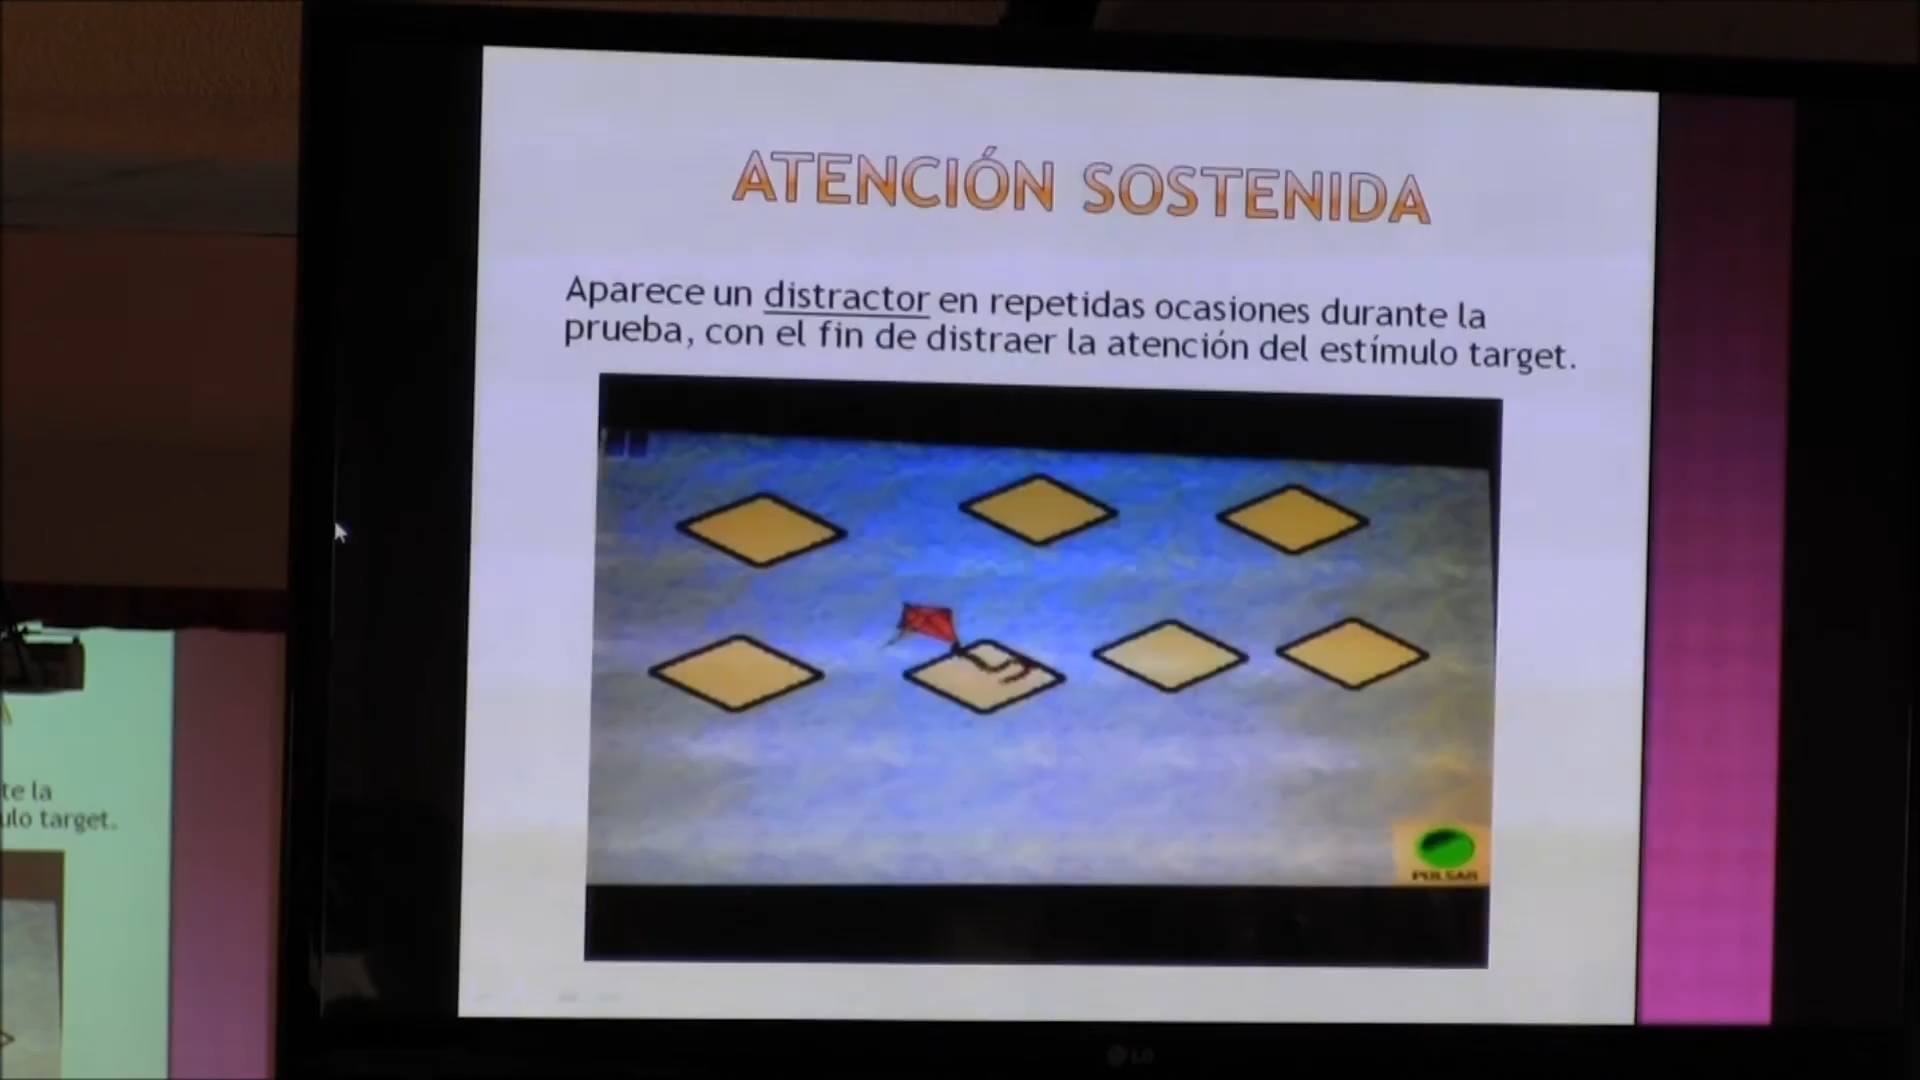 ATENCIÓN SOSTENIDA
Aparece un distractor en repetidas ocasiones durante la
prueba, con el fin de distraer la atención del estímulo target.
PULSAR
te la
ulo target.
LG